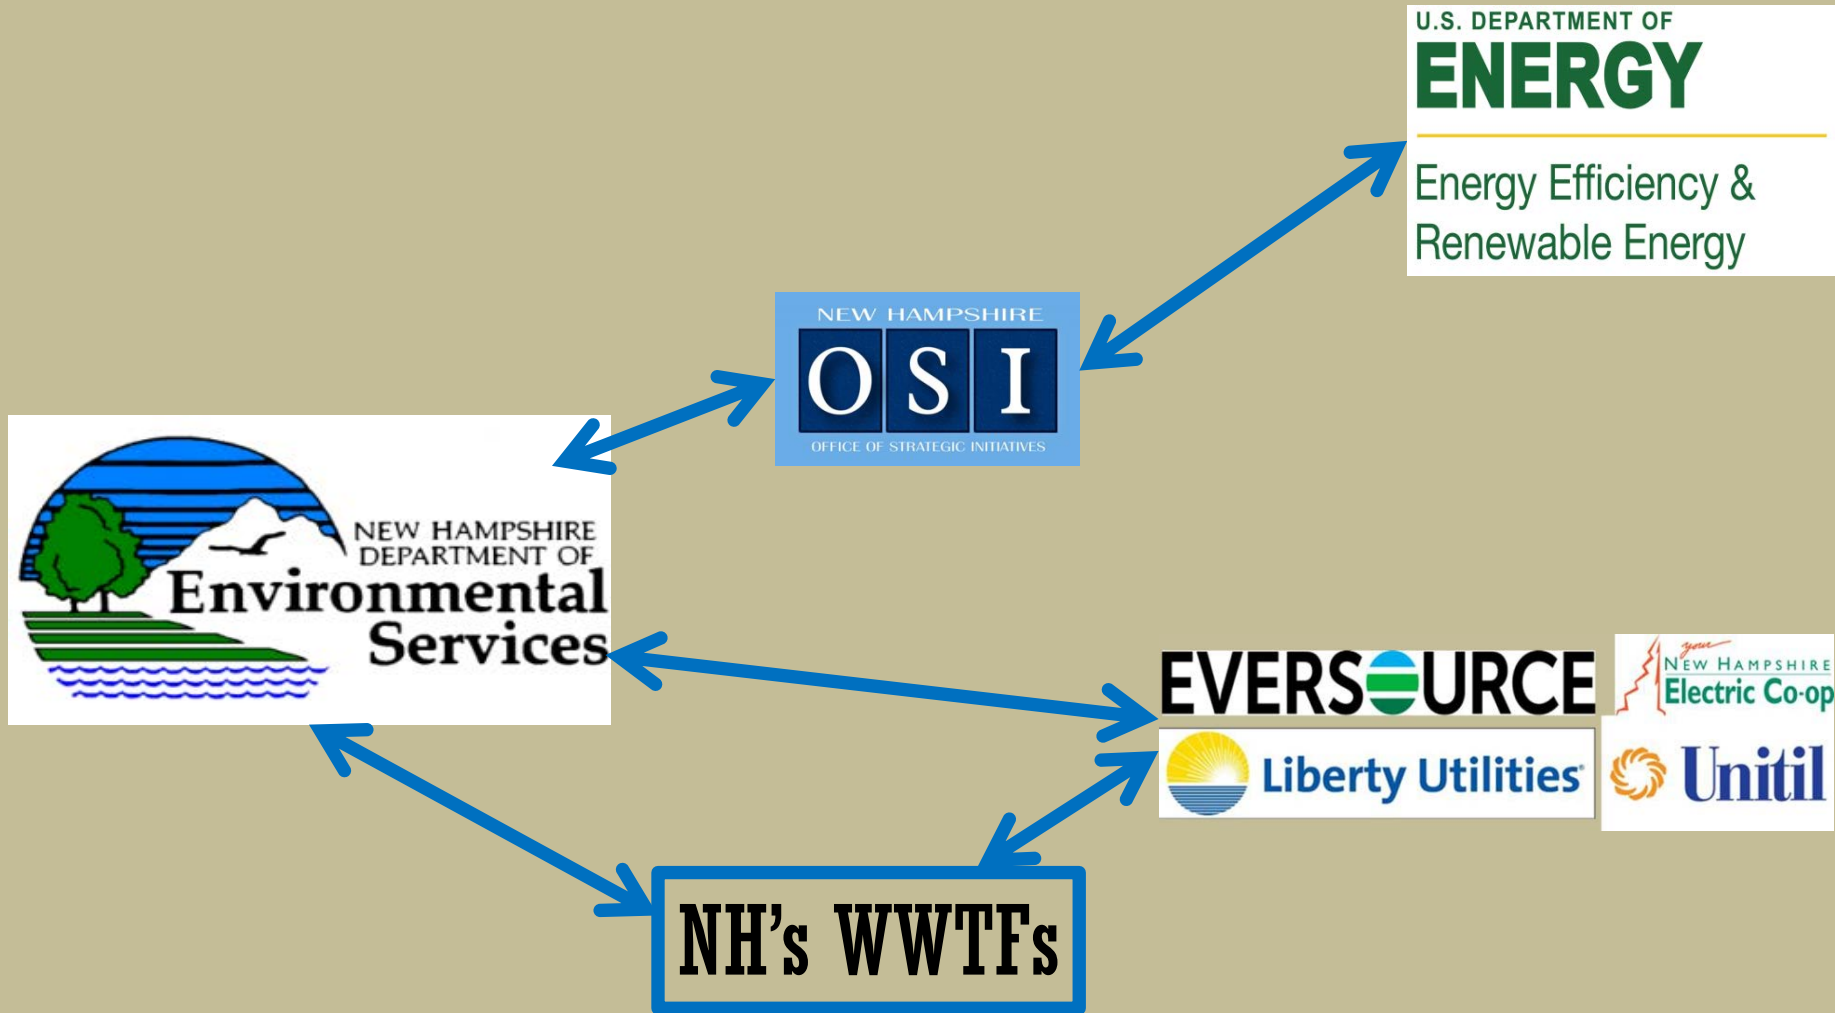 U.S. DEPARTMENT OF
ENERGY
Energy Efficiency &
Renewable Energy
NEW HAMPSHIRE
OSI
OFFICE OF STRATEGIC INITIATIVES
NEW HAMPSHIRE
DEPARTMENT OF
Environmental
Services
EVERSOURCE
your
NEW HAMPSHIRE
Electric Co-op
Liberty Utilities
Unitil
NH's WWTFs